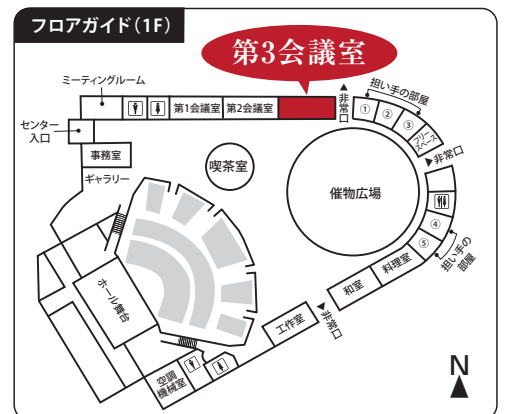 フロアガイド（1F）
第3会議室
ミーティングルーム
第1会議室
第2会議室
▲非常口
担い手の部屋
①
②
③
フリースペース
▶非常口
センター
入口
事務室
ギャラリー
喫茶室
催物広場
④
⑤
担い手の
部屋
料理室
和室
▼非常口
工作室
ホール舞台
空調
機械室
N